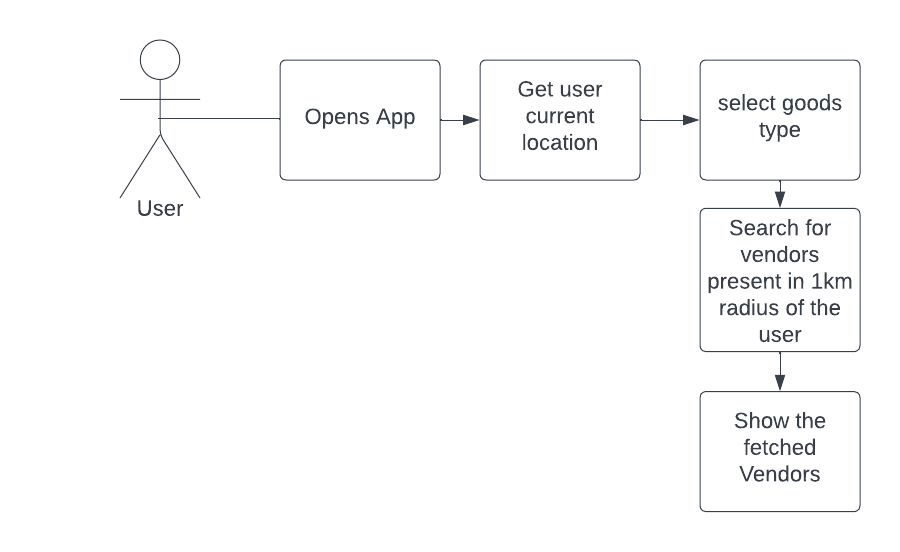 User
Opens App
Get user
current
location
select goods
type
Search for
vendors
present in 1km
radius of the
user
Show the
fetched
Vendors